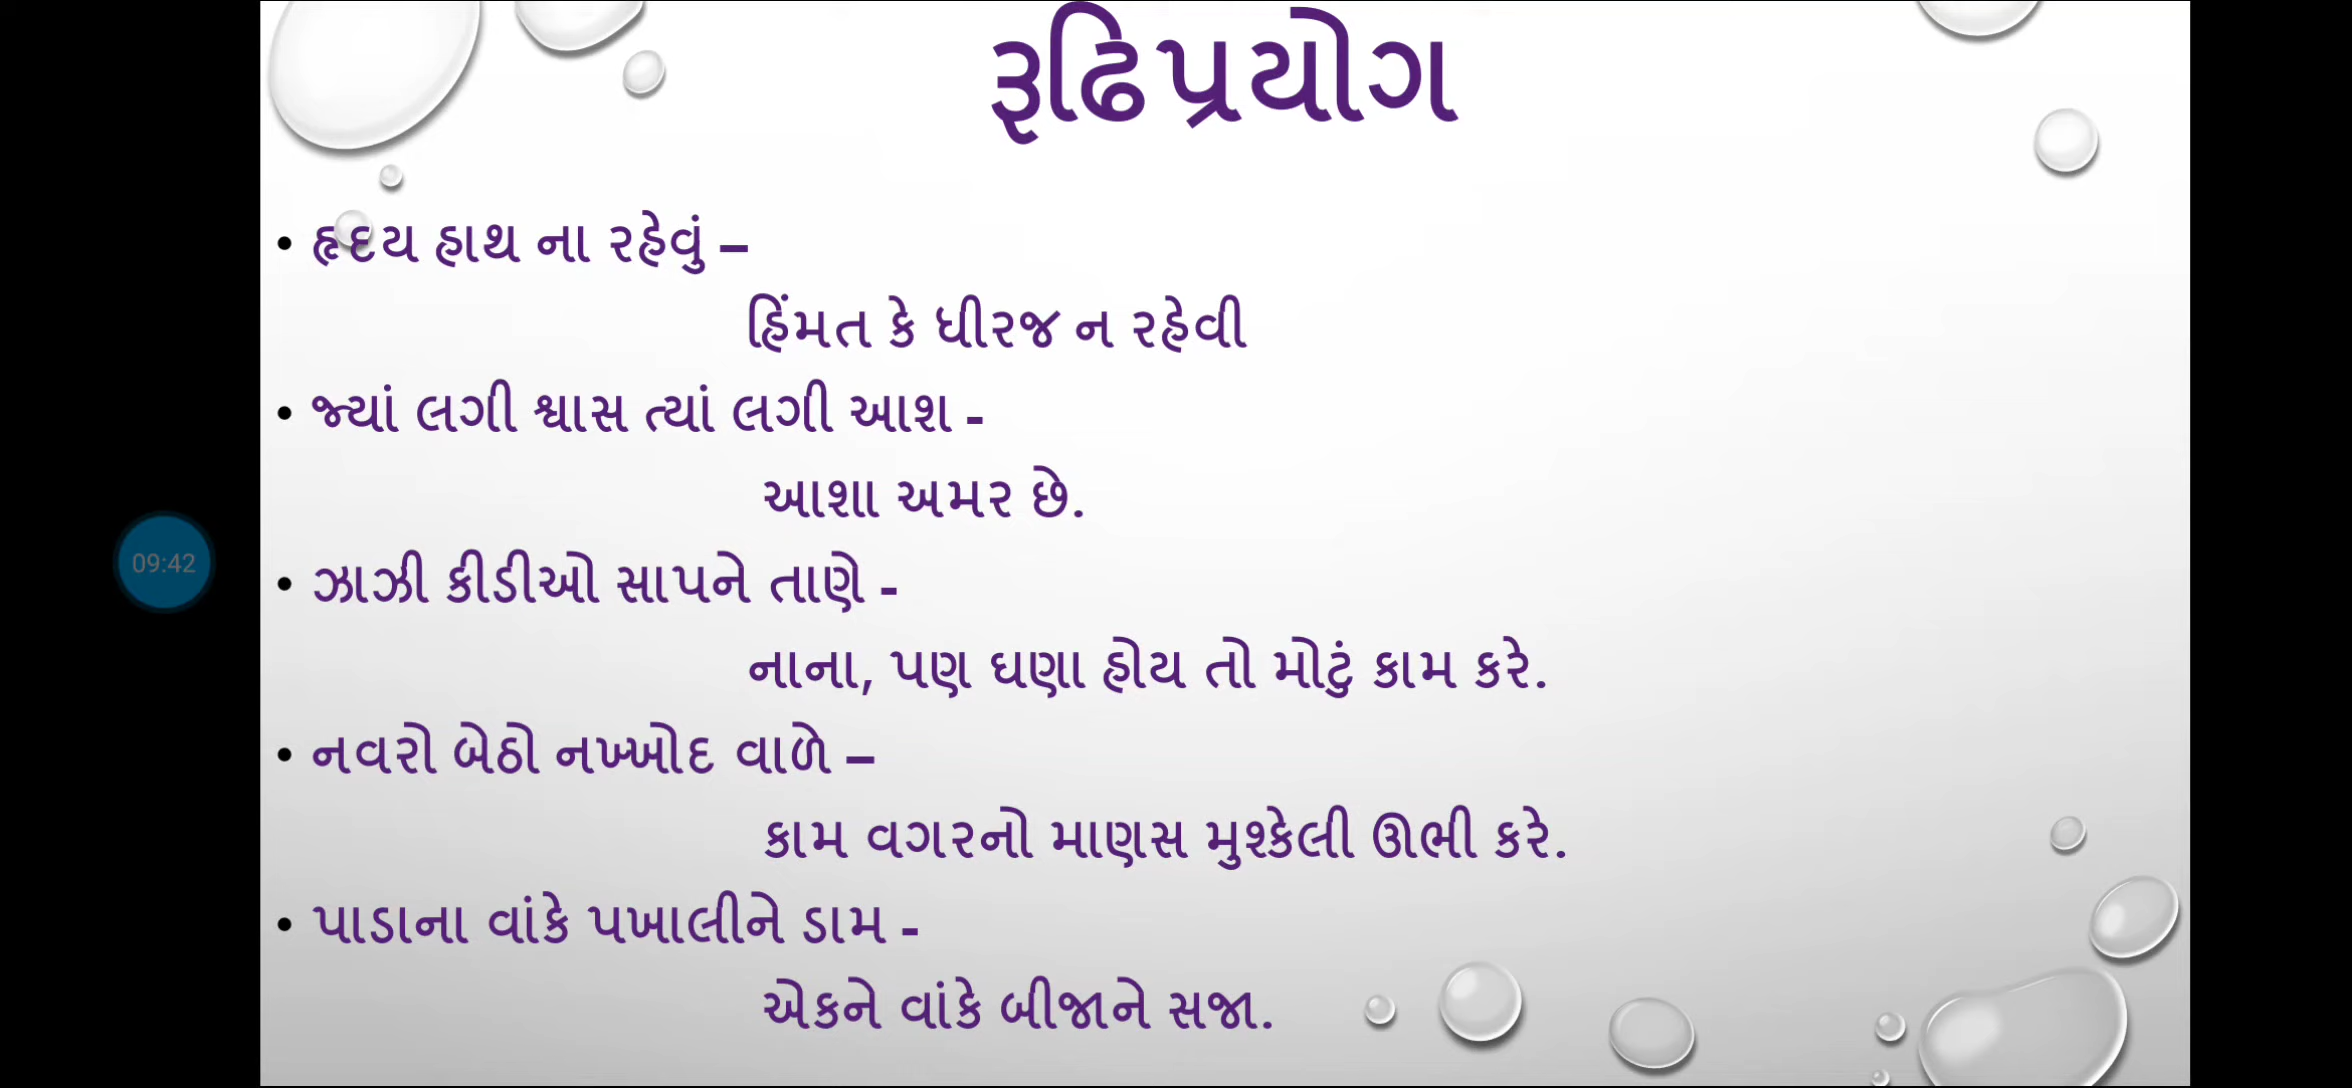 રૂઢિપ્રયોગ
• હૃદય હાથ ના રહેવું –
હિંમત કે ધીરજ ન રહેવી
• જ્યાં લગી શ્વાસ ત્યાં લગી આશ -
આશા અમર છે.
• ઝાઝી કીડીઓ સાપને તાણે -
નાના, પણ ઘણા હોય તો મોટું કામ કરે.
• નવરો બેઠો નખ્ખોદ વાળે –
કામ વગરનો માણસ મુશ્કેલી ઊભી કરે.
• પાડાના વાંકે પખાલીને ડામ -
એકને વાંકે બીજાને સજા.
09:42